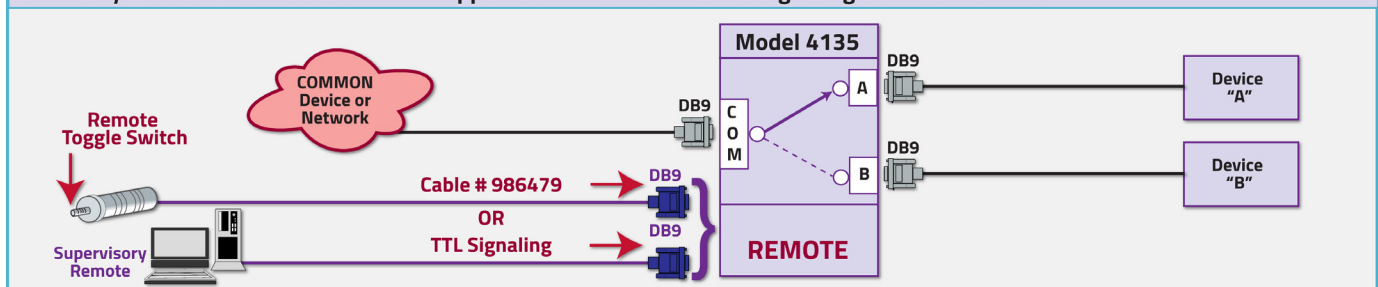 Model 4135
COMMON
Device or
Network
DB9
C
O
M
A
B
DB9
Device
“A”
DB9
Device
“B”
Remote
Toggle Switch
Cable # 986479
DB9
OR
TTL Signaling
DB9
Supervisory
Remote
REMOTE